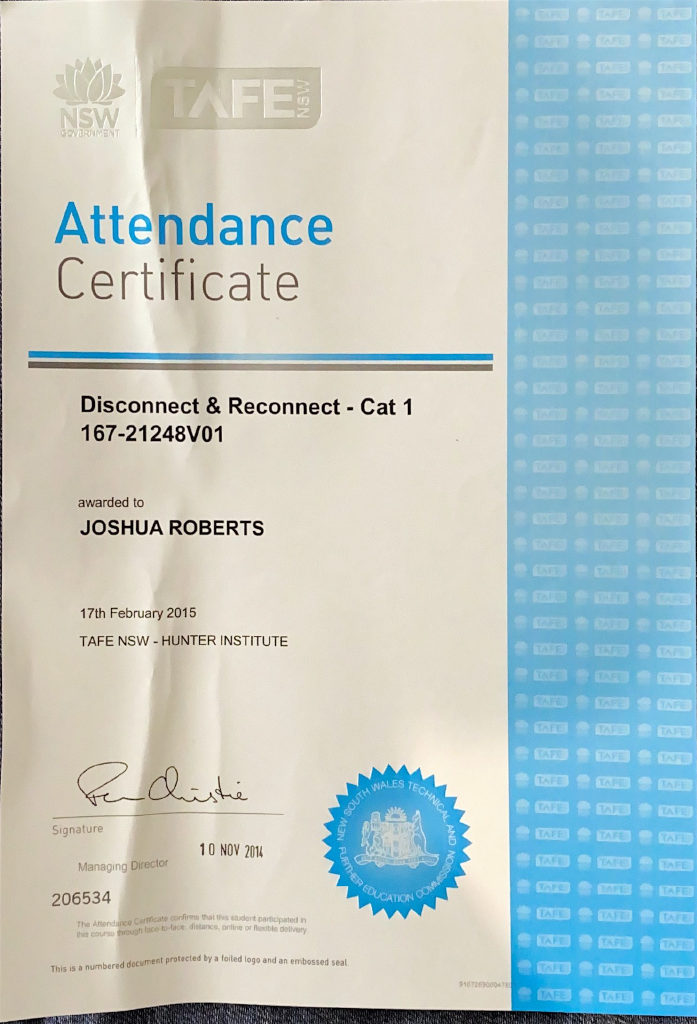 NSW
GOVERNMENT
TAFE NSW
Attendance
Certificate
Disconnect & Reconnect - Cat 1
167-21248V01
awarded to
JOSHUA ROBERTS
17th February 2015
TAFE NSW - HUNTER INSTITUTE
Signature
10 NOV 2014
Managing Director
206534
The Attendance Certificate confirms that this student participated in
this course through face-to-face, distance, online or flexible delivery.
This is a numbered document protected by a foiled logo and an embossed seal.
NEW SOUTH WALES TECHNICAL AND
FURTHER EDUCATION COMMISSION